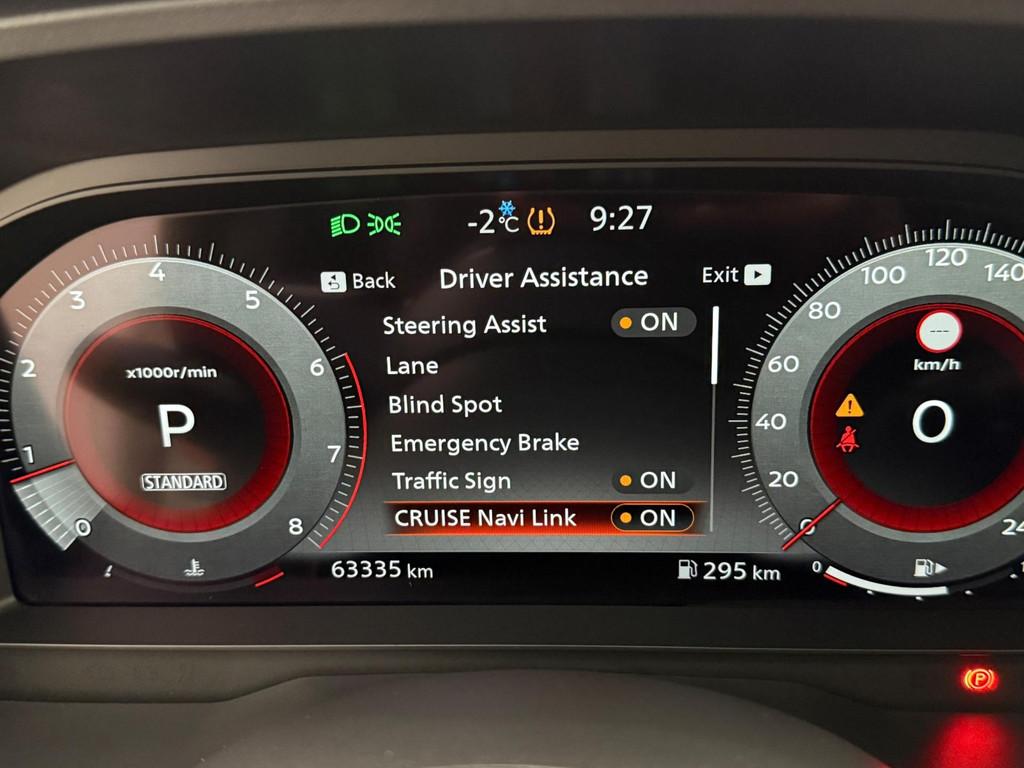 -2°C 9:27
Back Driver Assistance Exit
Steering Assist ON
Lane
Blind Spot
Emergency Brake
Traffic Sign ON
CRUISE Navi Link ON
63335 km 295 km
0 1 2 3 4 5 6 7 8
x1000r/min
P
STANDARD
0 20 40 60 80 100 120 140
---
km/h
0
0
P